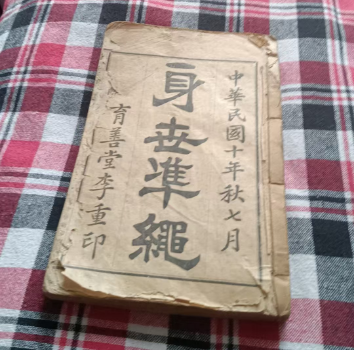 中華民國十年秋七月
身世準繩
育善堂李重印